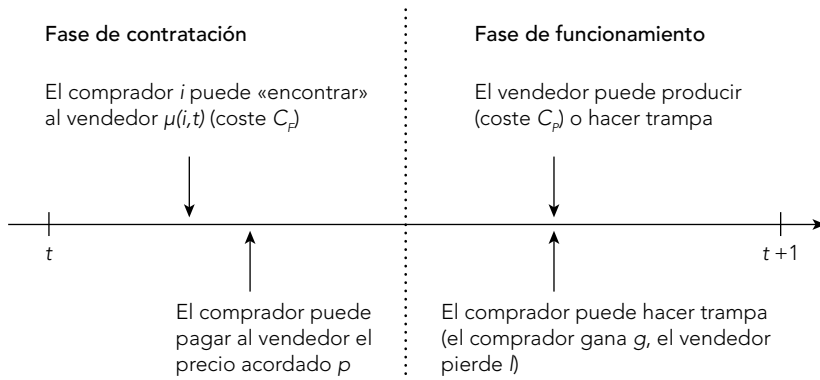 Fase de contratación
El comprador i puede «encontrar»
al vendedor μ(i,t) (coste C_F)
Fase de funcionamiento
El vendedor puede producir
(coste C_P) o hacer trampa
t
t +1
El comprador puede
pagar al vendedor el
precio acordado p
El comprador puede hacer trampa
(el comprador gana g, el vendedor
pierde l)